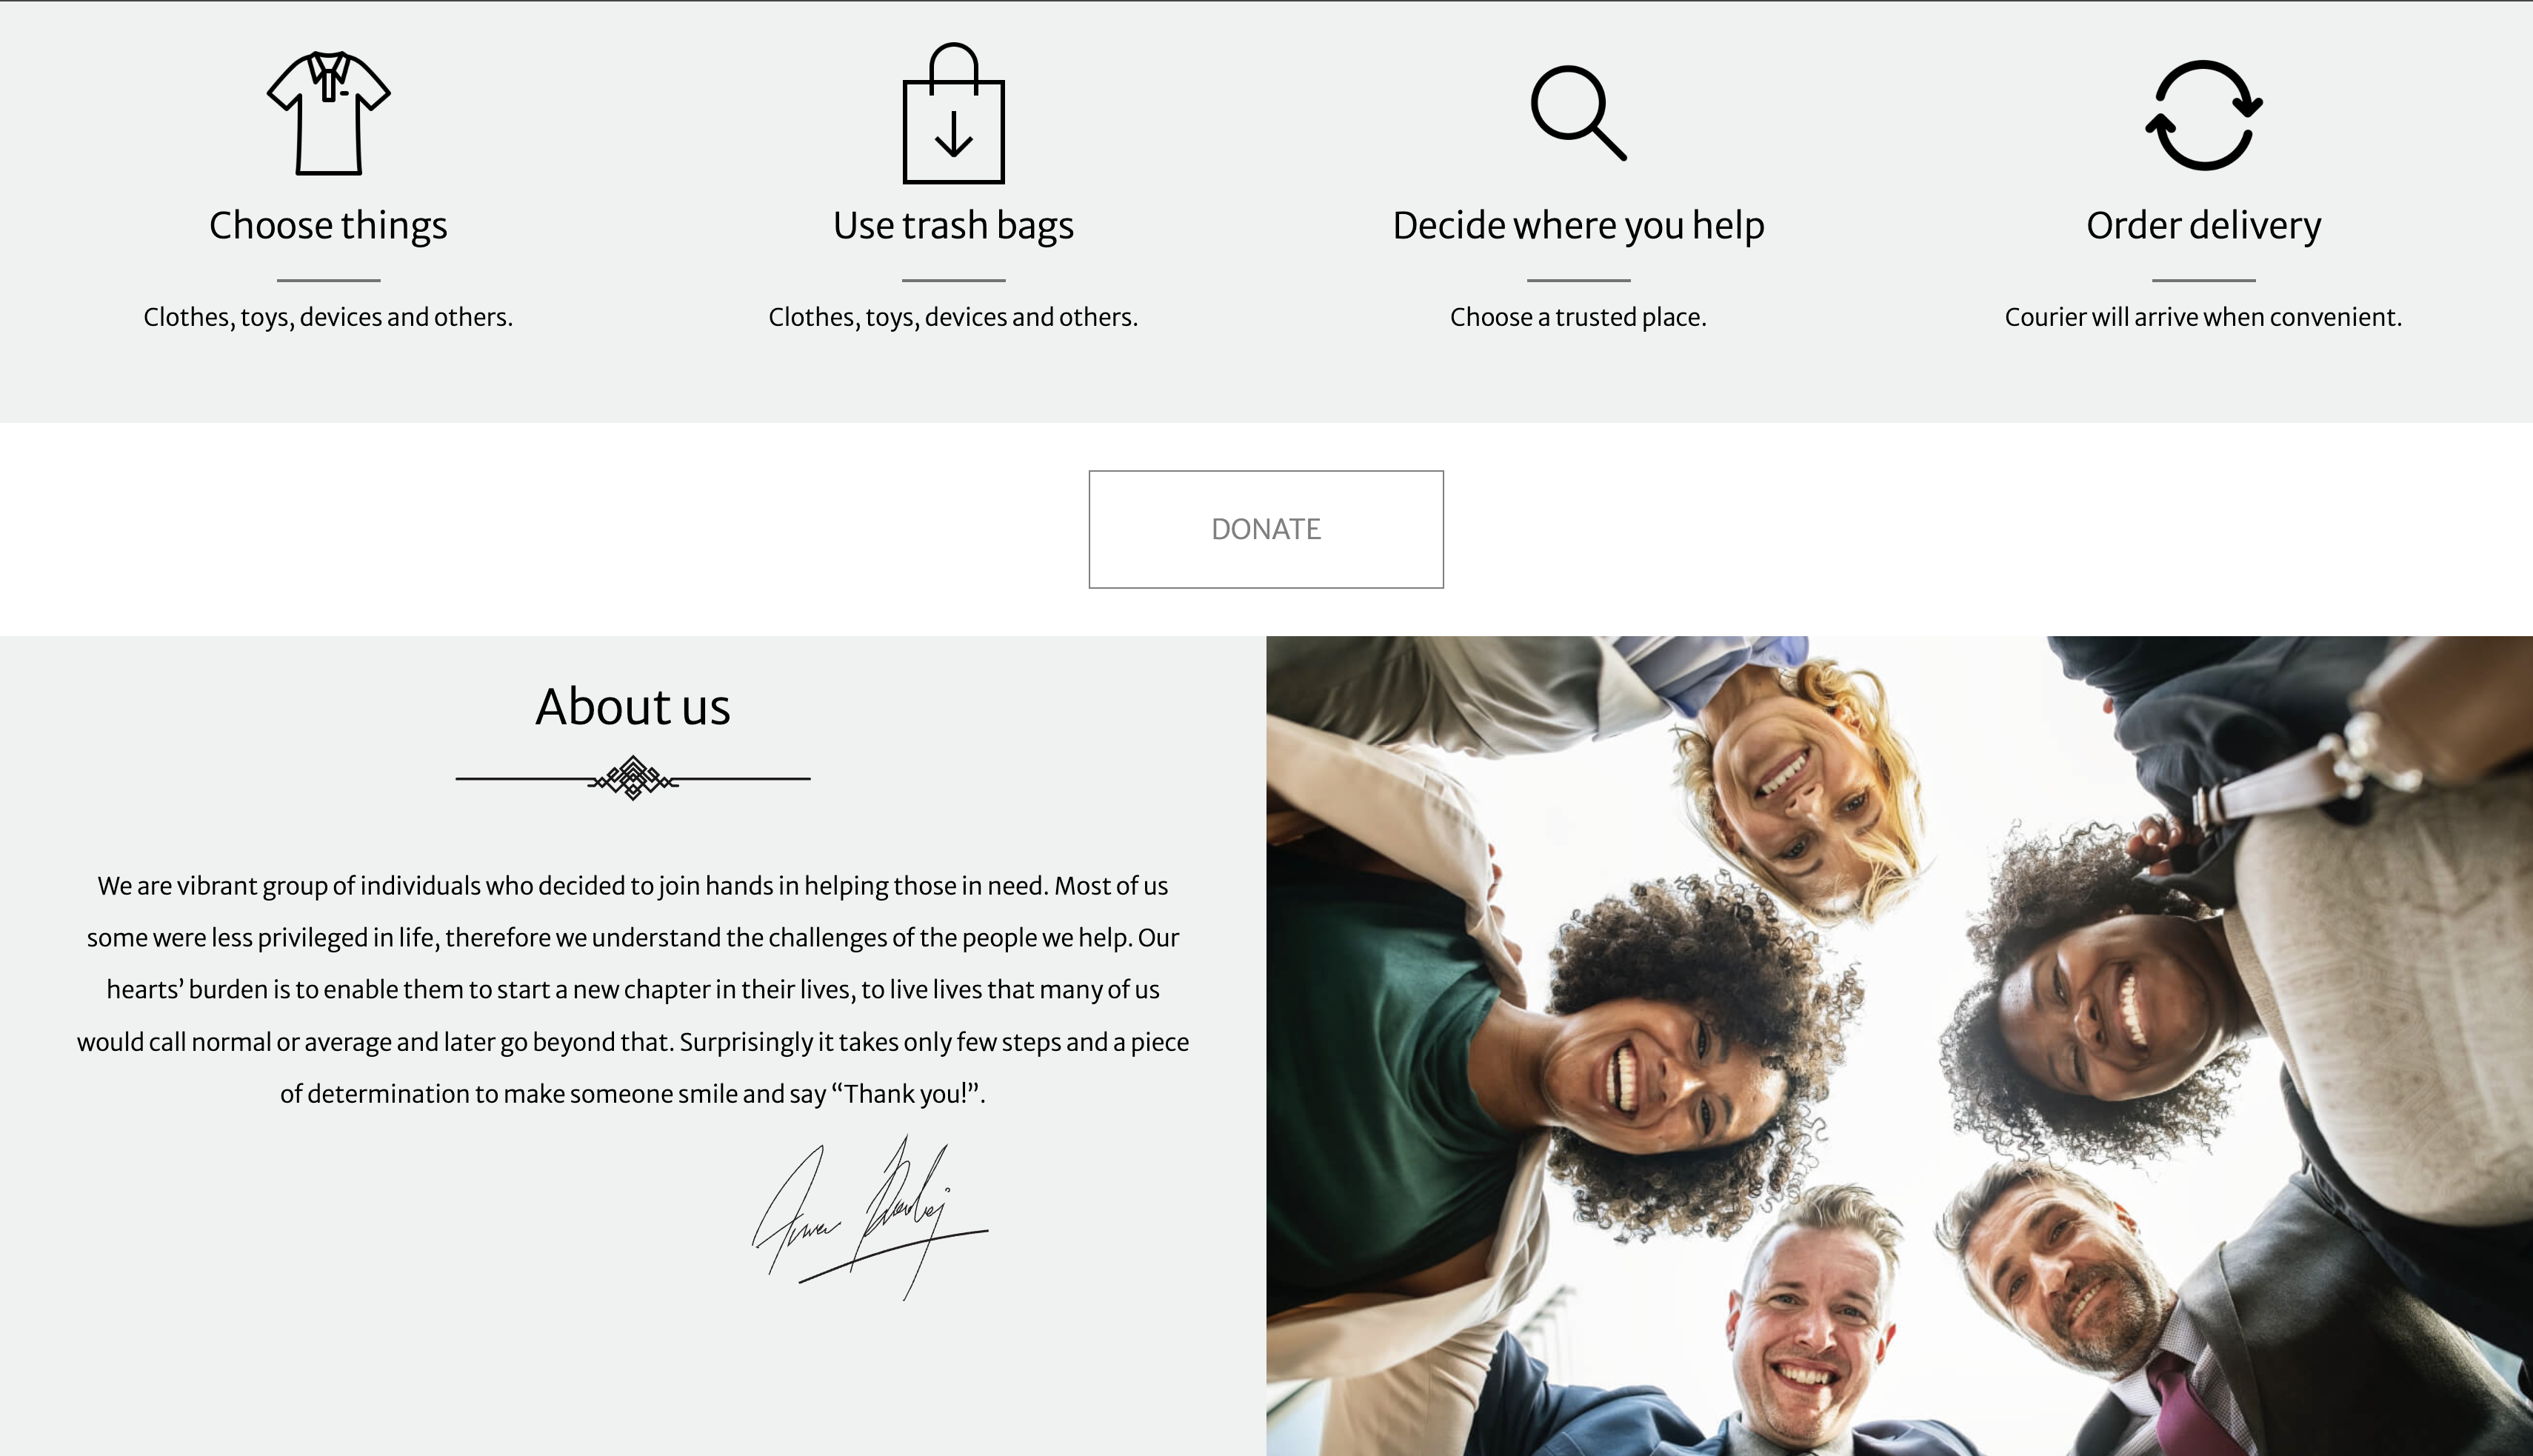 Choose things
Clothes, toys, devices and others.
Use trash bags
Clothes, toys, devices and others.
Decide where you help
Choose a trusted place.
Order delivery
Courier will arrive when convenient.
DONATE
About us
We are vibrant group of individuals who decided to join hands in helping those in need. Most of us
some were less privileged in life, therefore we understand the challenges of the people we help. Our
hearts’ burden is to enable them to start a new chapter in their lives, to live lives that many of us
would call normal or average and later go beyond that. Surprisingly it takes only few steps and a piece
of determination to make someone smile and say “Thank you!”.